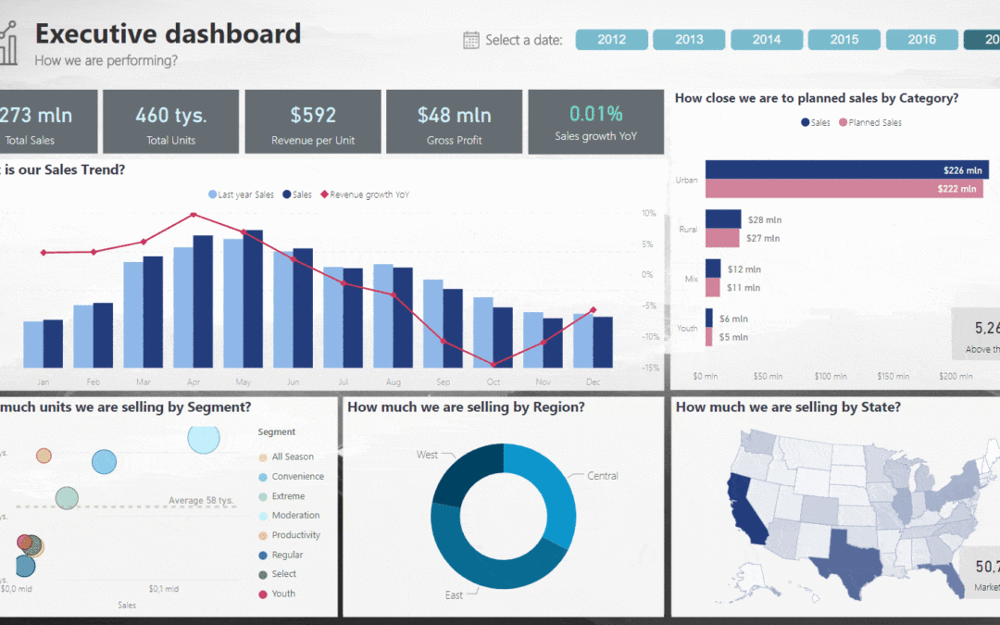 Executive dashboard
How we are performing?
Select a date:
2012
2013
2014
2015
2016
20
273 mln
Total Sales
460 tys.
Total Units
$592
Revenue per Unit
$48 mln
Gross Profit
0.01%
Sales growth YoY
t is our Sales Trend?
Last year Sales Sales Revenue growth YoY
10%
5%
0%
-5%
-10%
-15%
Jan Feb Mar Apr May Jun Jul Aug Sep Oct Nov Dec
How close we are to planned sales by Category?
Sales Planned Sales
Urban
$226 mln
$222 mln
Rural
$28 mln
$27 mln
Mix
$12 mln
$11 mln
Youth
$6 mln
$5 mln
5,26
Above th
$0 mln $50 mln $100 mln $150 mln $200 mln
much units we are selling by Segment?
ys.
Average 58 tys.
ys.
ys.
$0,0 mld $0,1 mld
Sales
Segment
All Season
Convenience
Extreme
Moderation
Productivity
Regular
Select
Youth
How much we are selling by Region?
West
Central
East
How much we are selling by State?
50,7
Market